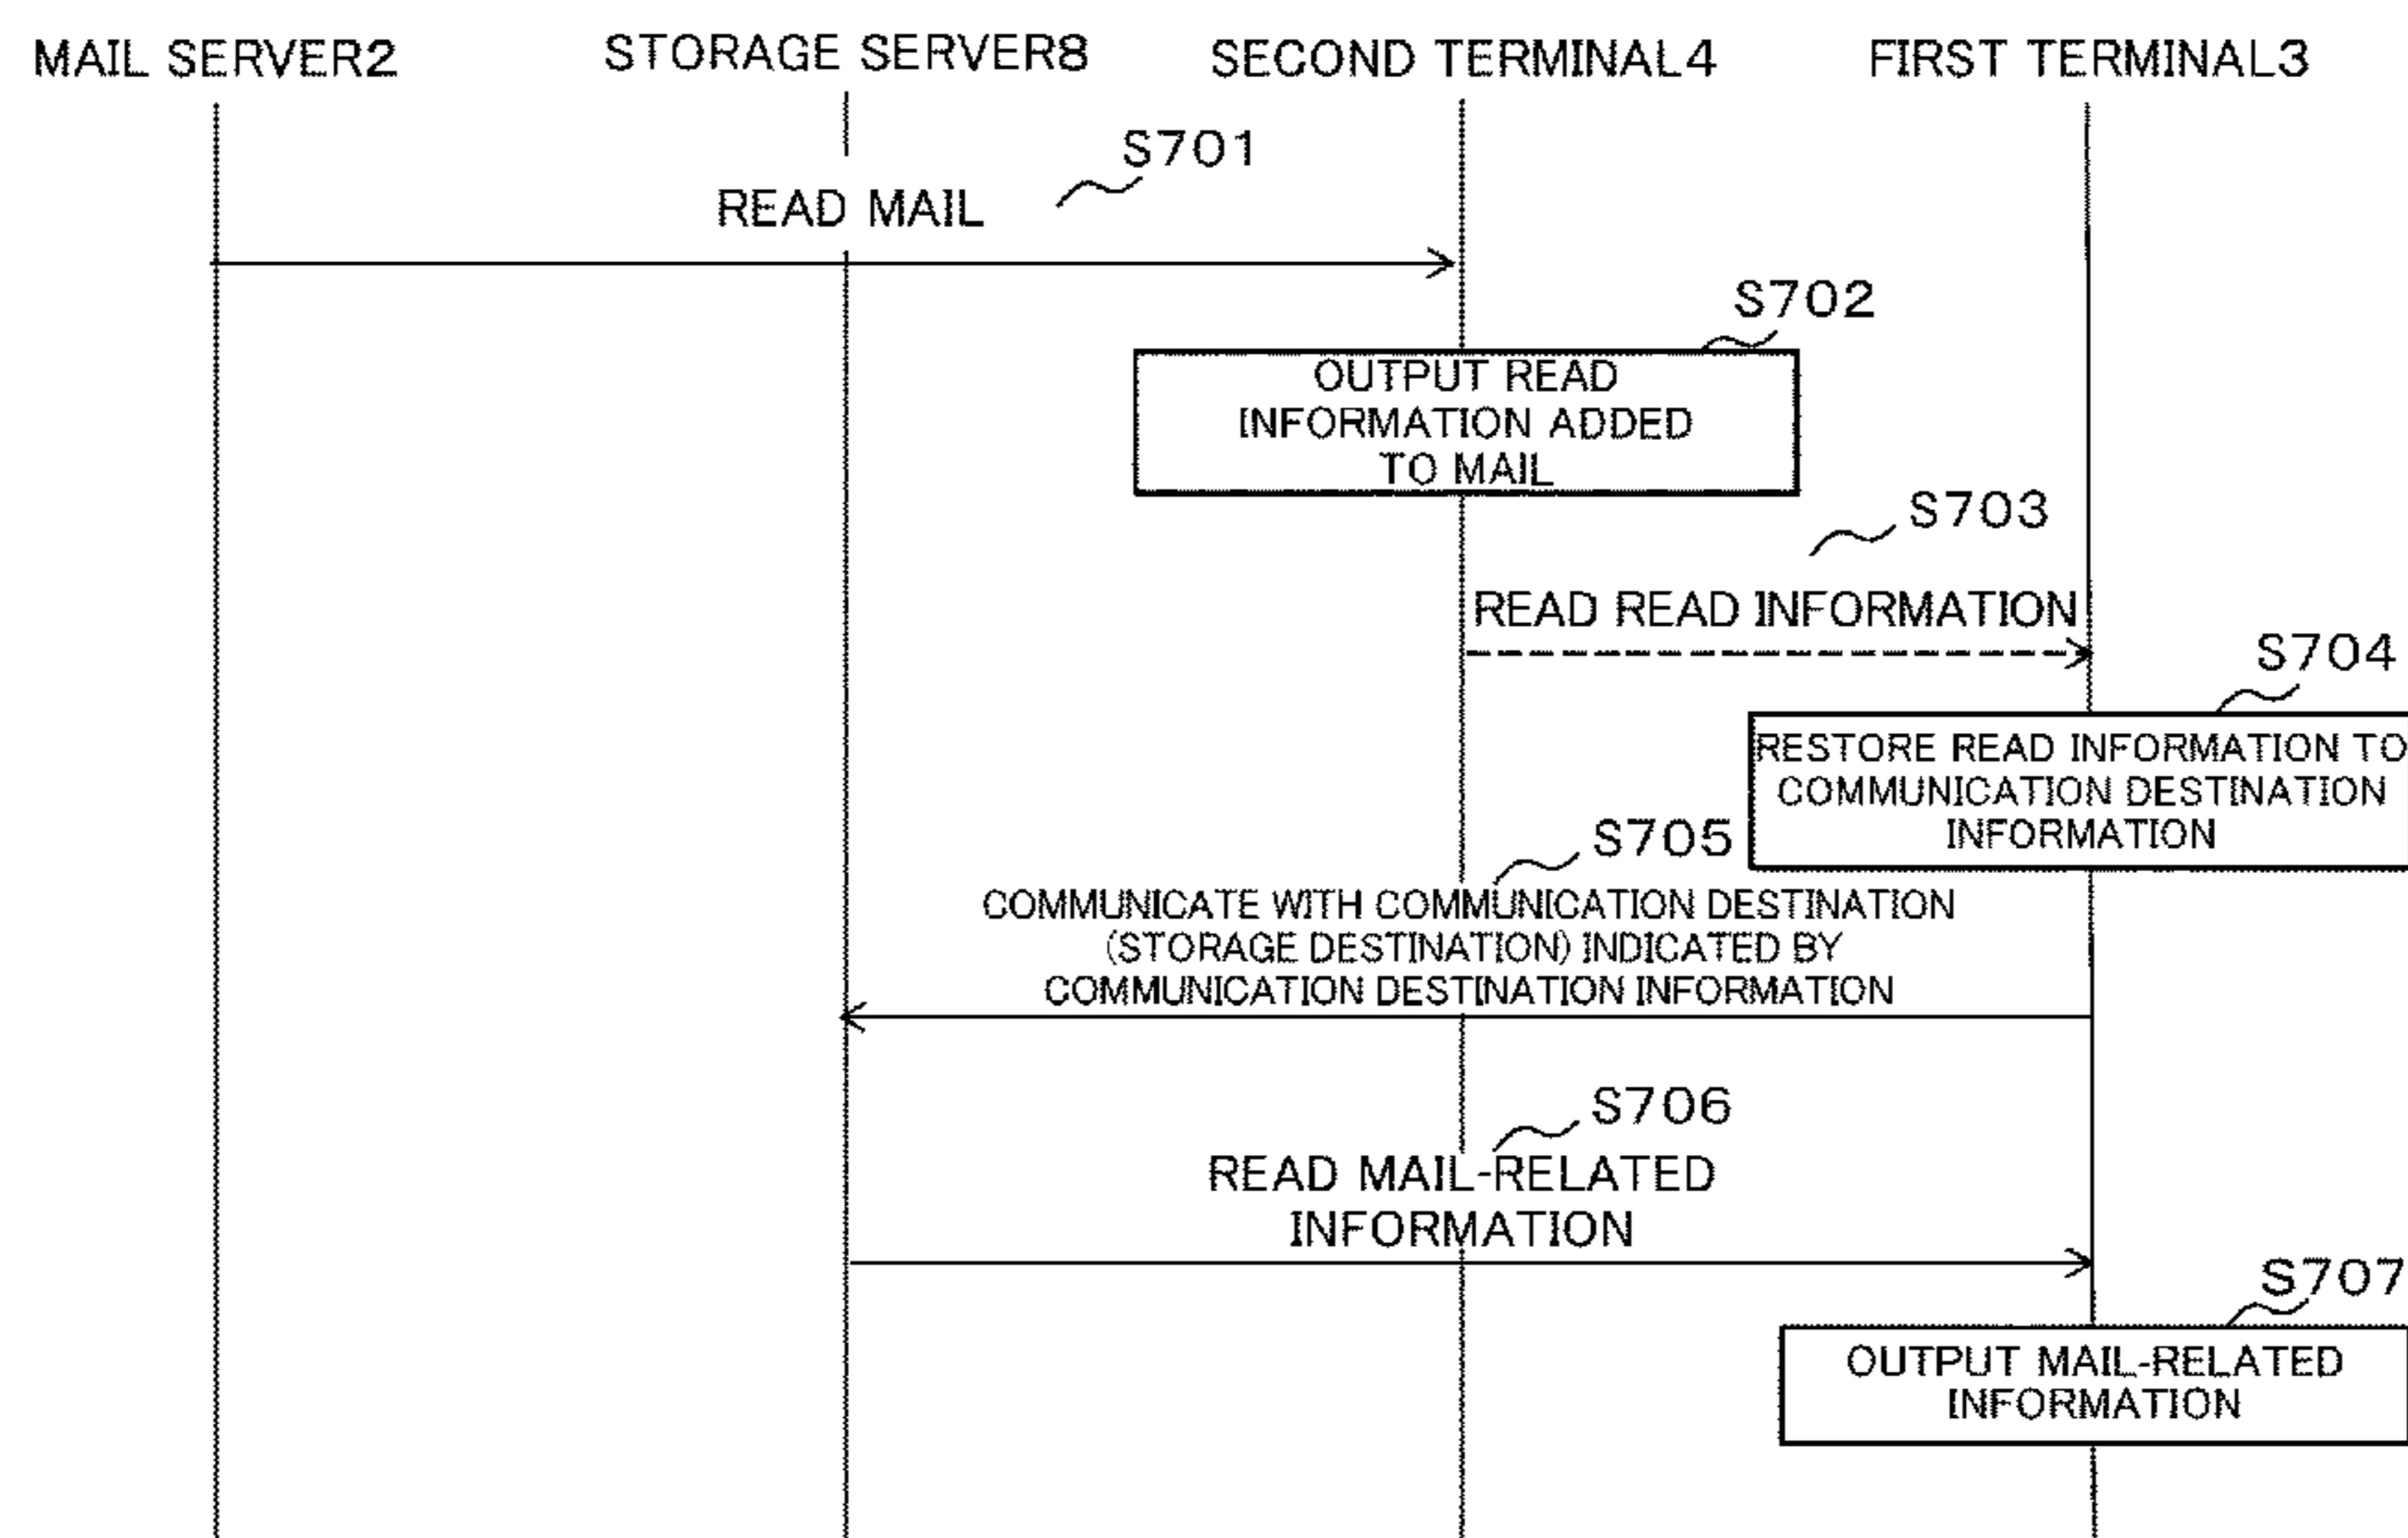 MAIL SERVER2
STORAGE SERVER8
SECOND TERMINAL4
FIRST TERMINAL3
S701
READ MAIL
S702
OUTPUT READ
INFORMATION ADDED
TO MAIL
S703
READ READ INFORMATION
S704
RESTORE READ INFORMATION TO
COMMUNICATION DESTINATION
INFORMATION
S705
COMMUNICATE WITH COMMUNICATION DESTINATION
(STORAGE DESTINATION) INDICATED BY
COMMUNICATION DESTINATION INFORMATION
S706
READ MAIL-RELATED
INFORMATION
S707
OUTPUT MAIL-RELATED
INFORMATION